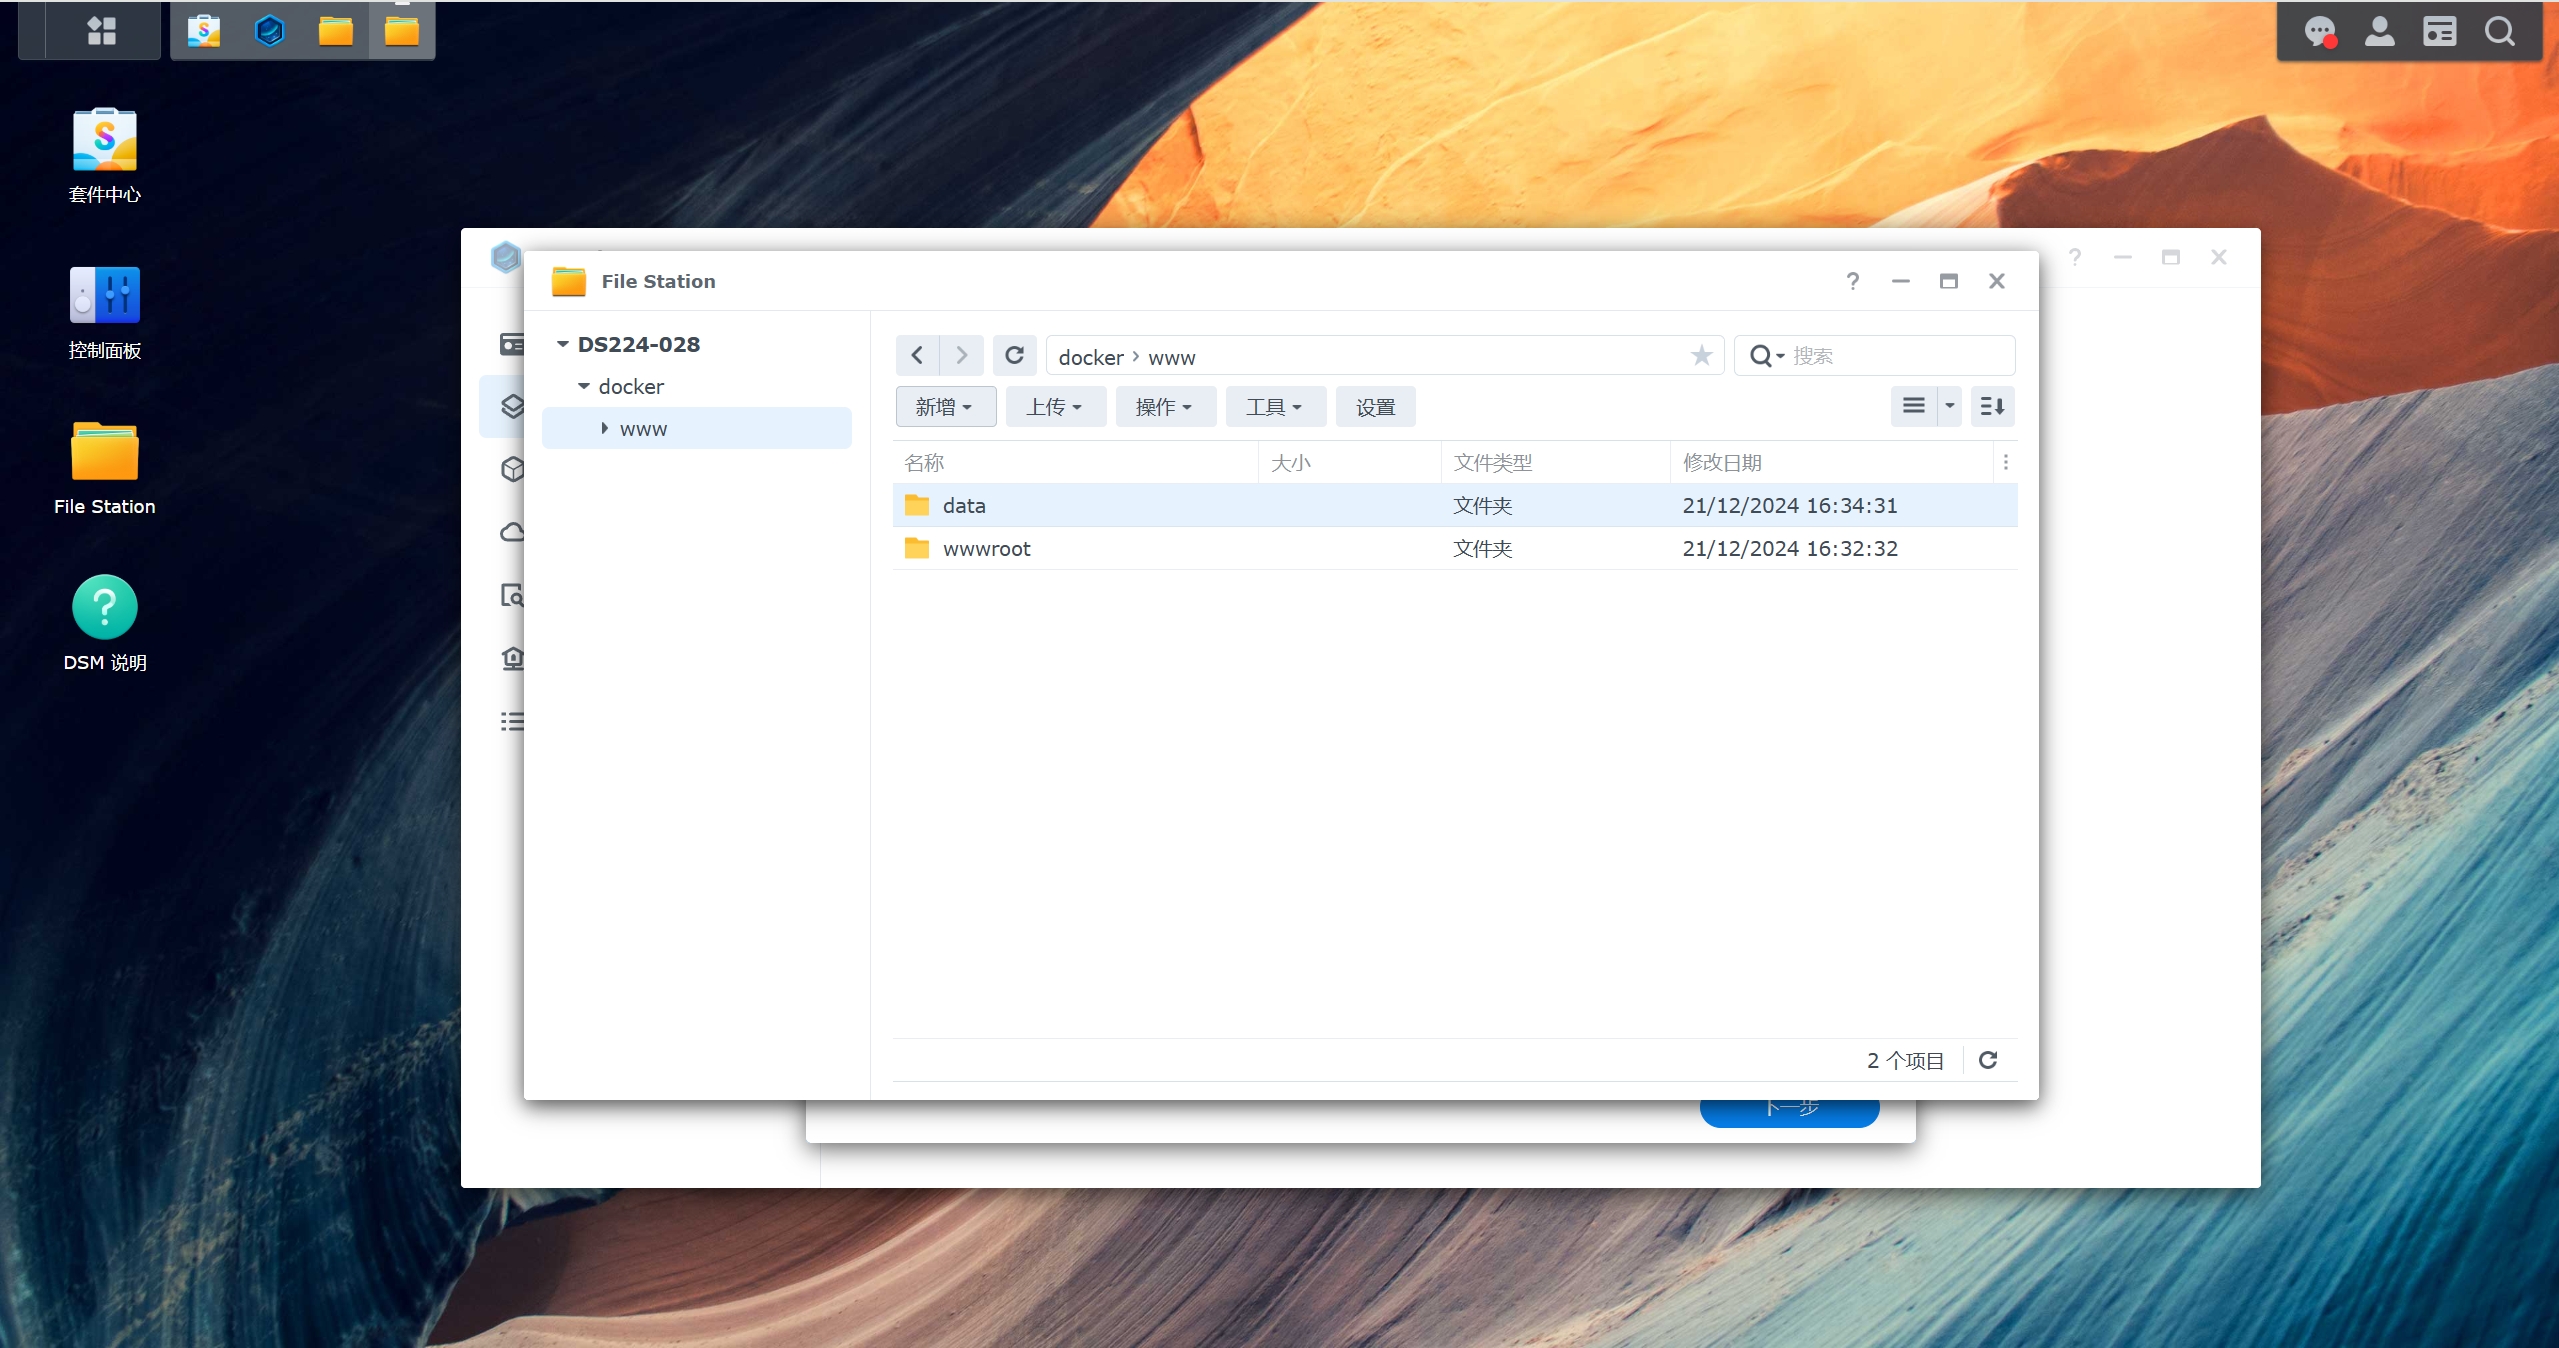 套件中心
控制面板
File Station
DSM 说明
File Station
DS224-028
docker
www
docker › www
搜索
新增
上传
操作
工具
设置
名称 大小 文件类型 修改日期
data 文件夹 21/12/2024 16:34:31
wwwroot 文件夹 21/12/2024 16:32:32
2 个项目
下一步